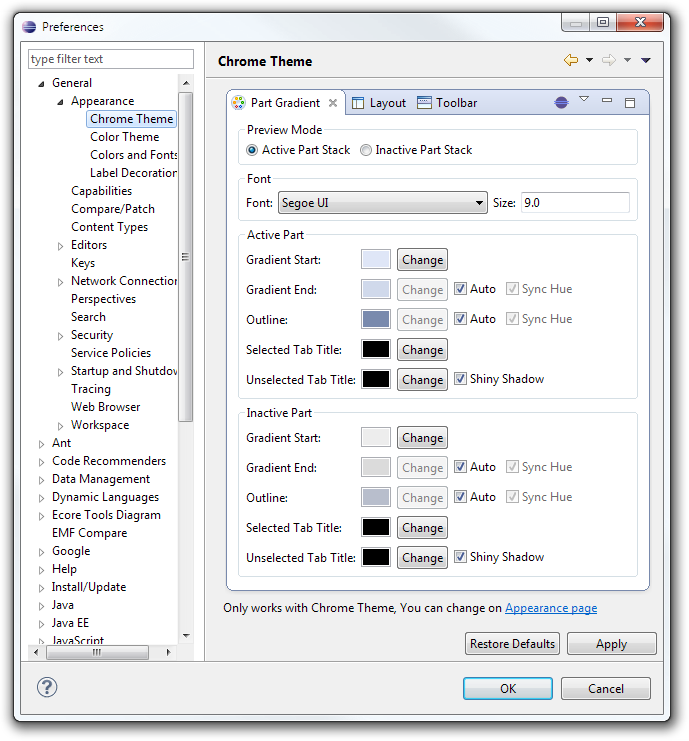 Preferences
type filter text
General
Appearance
Chrome Theme
Color Theme
Colors and Fonts
Label Decoration
Capabilities
Compare/Patch
Content Types
Editors
Keys
Network Connection
Perspectives
Search
Security
Service Policies
Startup and Shutdow
Tracing
Web Browser
Workspace
Ant
Code Recommenders
Data Management
Dynamic Languages
Ecore Tools Diagram
EMF Compare
Google
Help
Install/Update
Java
Java EE
JavaScript
Chrome Theme
Part Gradient Layout Toolbar
Preview Mode
Active Part Stack Inactive Part Stack
Font
Font: Segoe UI Size: 9.0
Active Part
Gradient Start: Change
Gradient End: Change Auto Sync Hue
Outline: Change Auto Sync Hue
Selected Tab Title: Change
Unselected Tab Title: Change Shiny Shadow
Inactive Part
Gradient Start: Change
Gradient End: Change Auto Sync Hue
Outline: Change Auto Sync Hue
Selected Tab Title: Change
Unselected Tab Title: Change Shiny Shadow
Only works with Chrome Theme, You can change on Appearance page
Restore Defaults Apply
? OK Cancel